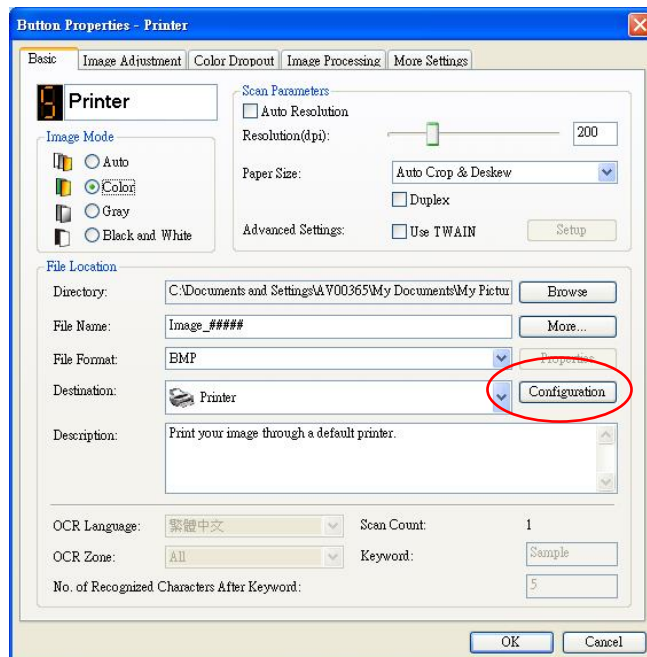 Button Properties - Printer
Basic Image Adjustment Color Dropout Image Processing More Settings
5 Printer
Image Mode
Auto
Color
Gray
Black and White
Scan Parameters
Auto Resolution
Resolution(dpi): 200
Paper Size: Auto Crop & Deskew
Duplex
Advanced Settings: Use TWAIN Setup
File Location
Directory: C:\Documents and Settings\AV00365\My Documents\My Pictur Browse
File Name: Image_##### More...
File Format: BMP Properties
Destination: Printer Configuration
Description: Print your image through a default printer.
OCR Language: 繁體中文 Scan Count: 1
OCR Zone: All Keyword: Sample
No. of Recognized Characters After Keyword: 5
OK Cancel